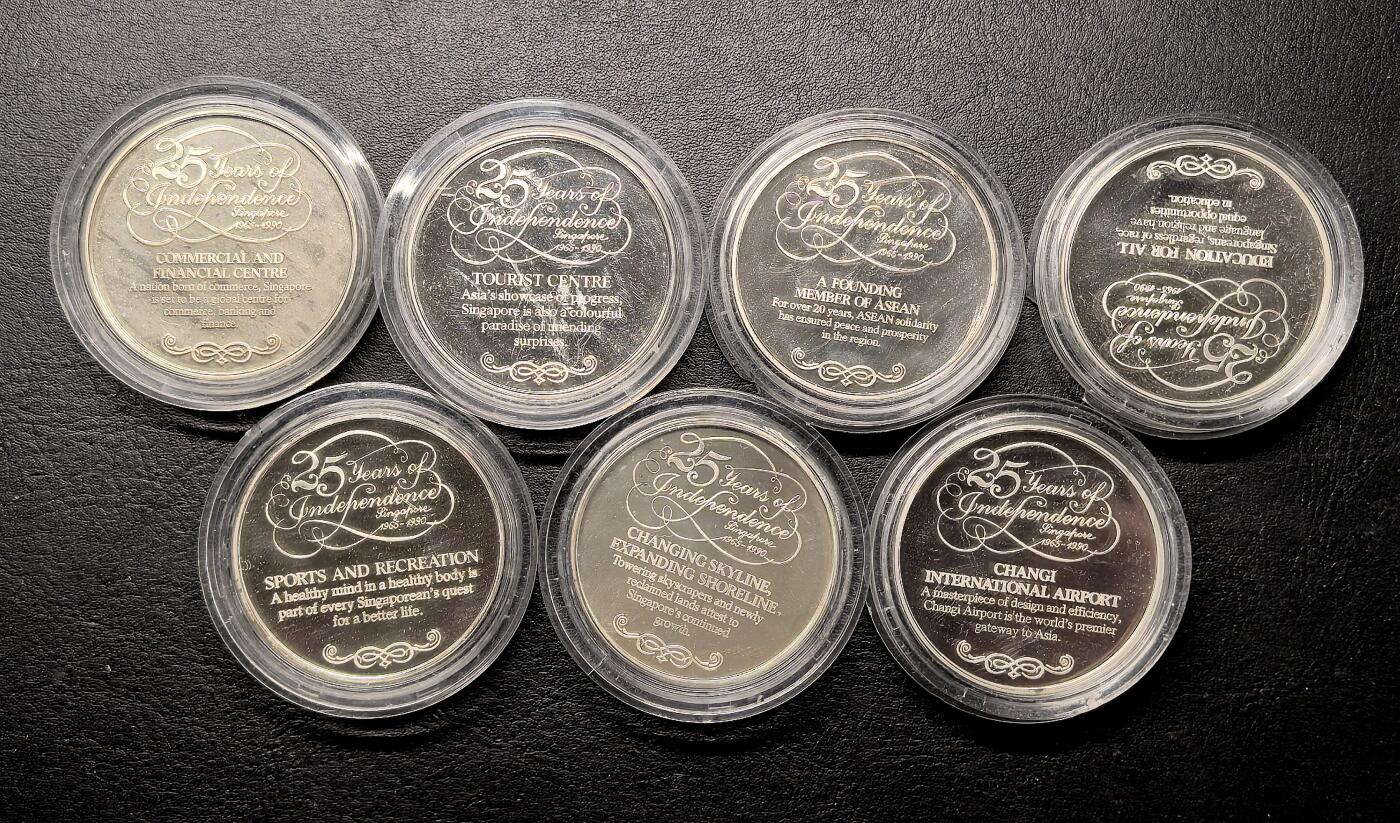 25 Years of
Independence
Singapore
1965-1990
COMMERCIAL AND
FINANCIAL CENTRE
A nation born of commerce, Singapore
is set to be a global centre for
commerce, banking and
finance.
25 Years of
Independence
Singapore
1965-1990
TOURIST CENTRE
Asia's showcase of progress,
Singapore is also a colourful
paradise of unending
surprises.
25 Years of
Independence
Singapore
1965-1990
A FOUNDING
MEMBER OF ASEAN
For over 20 years, ASEAN solidarity
has ensured peace and prosperity
in the region.
25 Years of
Independence
Singapore
1965-1990
EDUCATION FOR ALL
Singaporeans, regardless of race,
language and religion have
equal opportunities
in education.
25 Years of
Independence
Singapore
1965-1990
SPORTS AND RECREATION
A healthy mind in a healthy body is
part of every Singaporean's quest
for a better life.
25 Years of
Independence
Singapore
1965-1990
CHANGING SKYLINE,
EXPANDING SHORELINE,
Towering skyscrapers and newly
reclaimed lands attest to
Singapore's continued
growth.
25 Years of
Independence
Singapore
1965-1990
CHANGI
INTERNATIONAL AIRPORT
A masterpiece of design and efficiency,
Changi Airport is the world's premier
gateway to Asia.